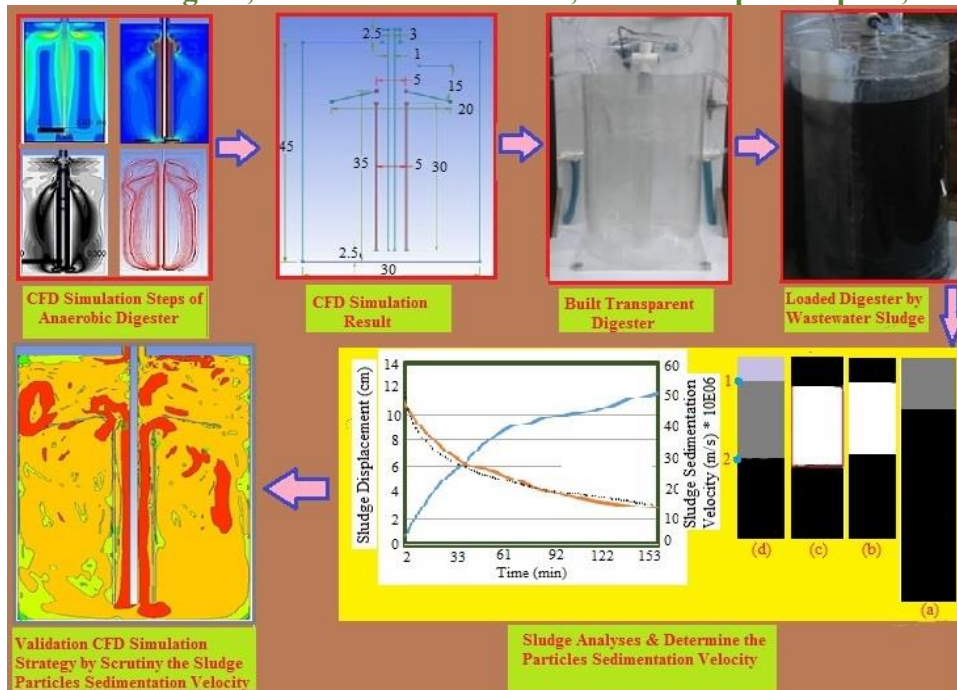 CFD Simulation Steps of
Anaerobic Digester
2.5
3
1
5
15
20
45
35
5
30
2.5
30
CFD Simulation
Result
Built Transparent
Digester
Loaded Digester by
Wastewater Sludge
Validation CFD Simulation
Strategy by Scrutiny the Sludge
Particles Sedimentation Velocity
Sludge Displacement (cm)
14
12
10
8
6
4
2
0
2 33 61 92 122 153
Time (min)
60
50
40
30
20
10
0
Sludge Sedimentation
Velocity (m/s) * 10E06
1
2
(d)
(c)
(b)
(a)
Sludge Analyses & Determine the
Particles Sedimentation Velocity